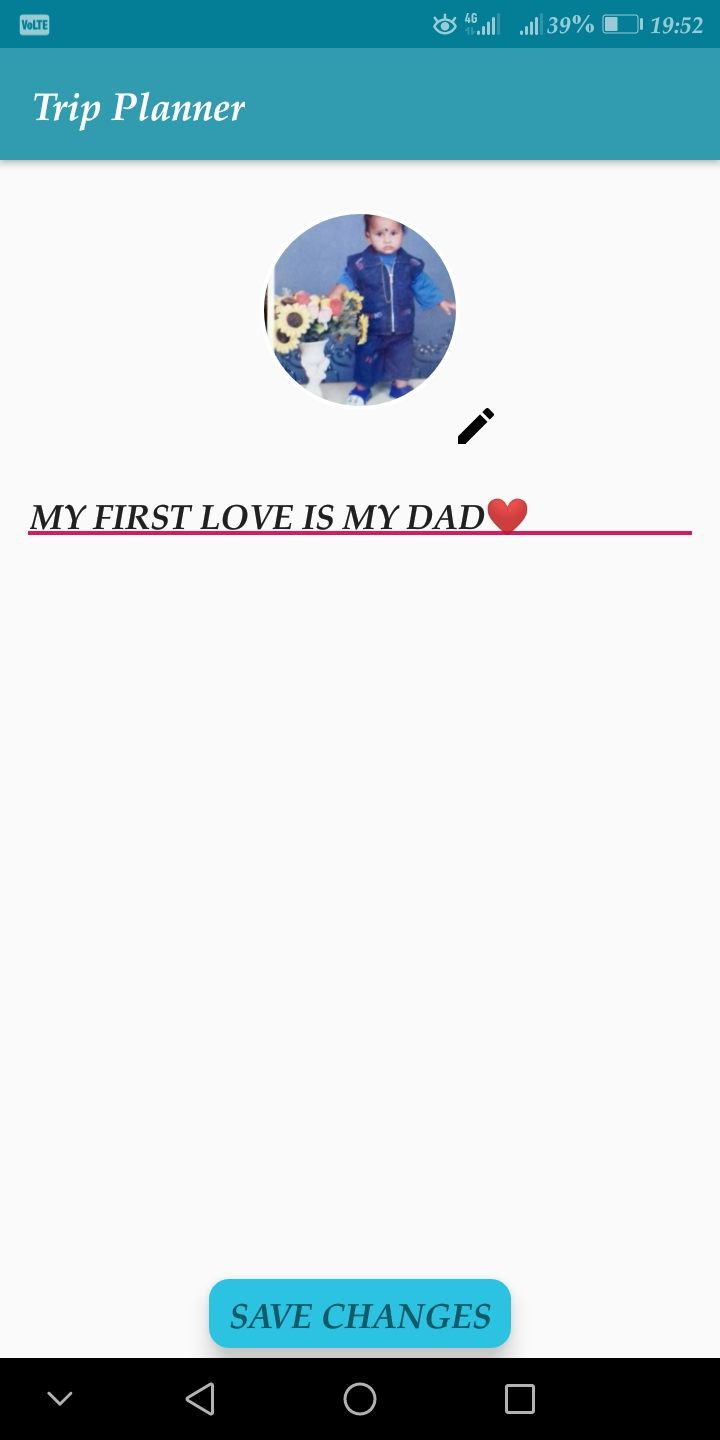 VoLTE 4G 39% 19:52
Trip Planner
MY FIRST LOVE IS MY DAD❤️
SAVE CHANGES